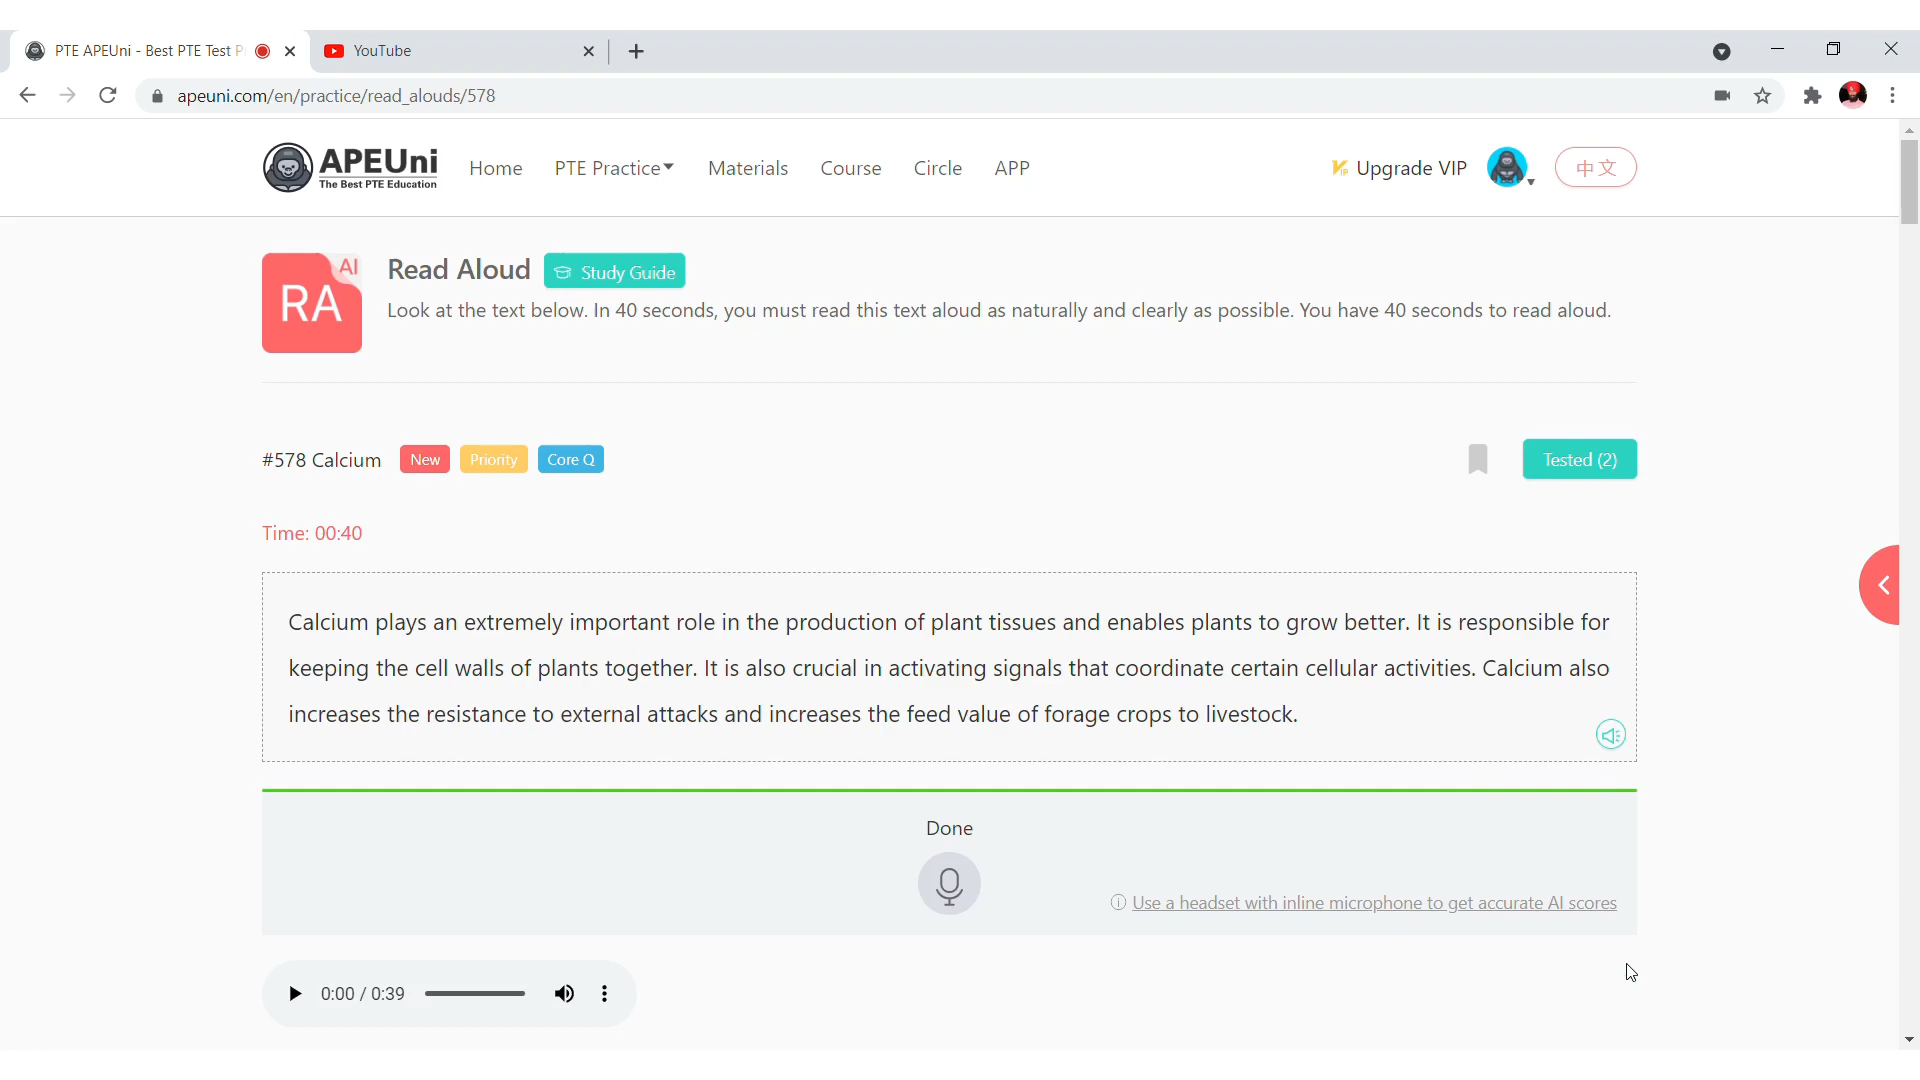 PTE APEUni - Best PTE Test P
YouTube
apeuni.com/en/practice/read_alouds/578
APEUni
The Best PTE Education
Home
PTE Practice
Materials
Course
Circle
APP
Upgrade VIP
中文
RA
AI
Read Aloud
Study Guide
Look at the text below. In 40 seconds, you must read this text aloud as naturally and clearly as possible. You have 40 seconds to read aloud.
#578 Calcium
New
Priority
Core Q
Tested (2)
Time: 00:40
Calcium plays an extremely important role in the production of plant tissues and enables plants to grow better. It is responsible for
keeping the cell walls of plants together. It is also crucial in activating signals that coordinate certain cellular activities. Calcium also
increases the resistance to external attacks and increases the feed value of forage crops to livestock.
Done
Use a headset with inline microphone to get accurate AI scores
0:00 / 0:39